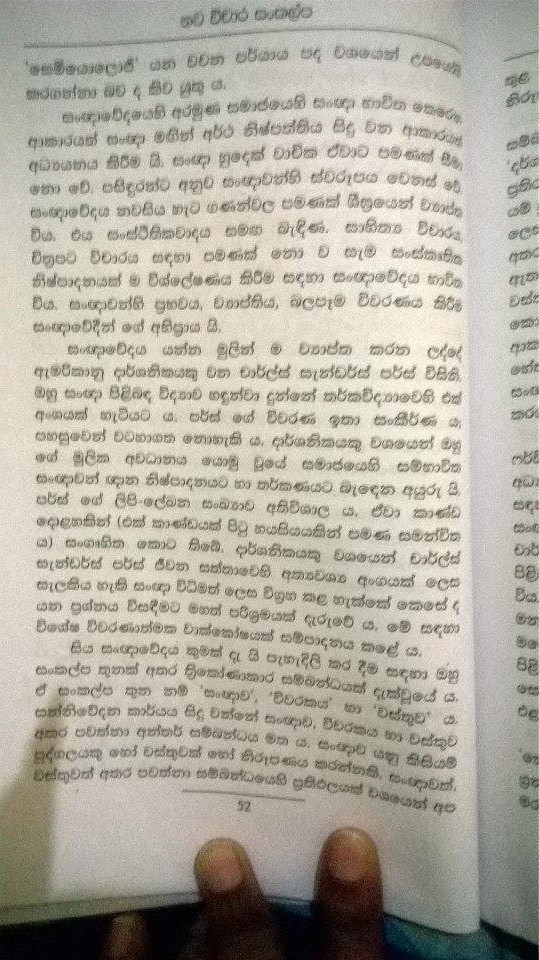 නව විචාර සංකල්ප
'සෙමියොලොජි' යන වචන පර්යාය පද වශයෙන් උපයෝගී
කරගන්නා බව ද කිව යුතු ය.
සංඥාවේදයෙහි අරමුණ සමාජයෙහි සංඥා භාවිත කෙරෙන
ආකාරයත් සංඥා මඟින් අර්ථ නිෂ්පත්තිය සිදු වන ආකාරයත්
අධ්‍යයනය කිරීම යි. සංඥා හුදෙක් වාචික ඒවාට පමණක් සීමා
නො වේ. පසිඳුරන්ට අනුව සංඥාවන්හි ස්වරූපය වෙනස් වේ.
සංඥාවේදය නවසිය හැට ගණන්වල පමණක් ශීඝ්‍රයෙන් ව්‍යාප්ත
විය. එය සංස්ථිතිකවාදය සමඟ බැඳිණ. සාහිත්‍ය විචාරය,
චිත්‍රපට විචාරය සඳහා පමණක් නො ව සෑම සංස්කෘතික
නිෂ්පාදනයක් ම විශ්ලේෂණය කිරීම සඳහා සංඥාවේදය භාවිත
විය. සංඥාවන්හි ප්‍රභවය, ව්‍යාප්තිය, බලපෑම විවරණය කිරීම
සංඥාවේදීන් ගේ අභිප්‍රාය යි.
සංඥාවේදය යන්න මුලින් ම ව්‍යාප්ත කරන ලද්දේ
ඇමරිකානු දාර්ශනිකයකු වන චාර්ල්ස් සැන්ඩර්ස් පර්ස් විසිනි.
ඔහු සංඥා පිළිබඳ විද්‍යාව හඳුන්වා දුන්නේ තර්කවිද්‍යාවෙහි එක්
අංශයක් හැටියට ය. පර්ස් ගේ විවරණ ඉතා සංකීර්ණ ය;
පහසුවෙන් වටහාගත නොහැකි ය. දාර්ශනිකයකු වශයෙන් ඔහු
ගේ මූලික අවධානය යොමු වූයේ සමාජයෙහි සම්භාවිත
සංඥාවන් ඥාන නිෂ්පාදනයට හා තර්කණයට බැඳෙන අයුරු යි.
පර්ස් ගේ ලිපි-ලේඛන සංඛ්‍යාව අතිවිශාල ය. ඒවා කාණ්ඩ
දොළහකින් (එක් කාණ්ඩයක් පිටු හයසියයකින් පමණ සමන්විත
ය) සංගෘහිත කොට තිබේ. දාර්ශනිකයකු වශයෙන් චාර්ල්ස්
සැන්ඩර්ස් පර්ස් ජීවන සත්තාවෙහි අත්‍යවශ්‍ය අංගයක් ලෙස
සැලකිය හැකි සංඥා විධිමත් ලෙස විග්‍රහ කළ හැක්කේ කෙසේ ද
යන ප්‍රශ්නය විසඳීමට මහත් පරිශ්‍රමයක් දැරුවේ ය. මේ සඳහා
විශේෂ විවරණාත්මක වාක්කෝෂයක් සම්පාදනය කළේ ය.
සිය සංඥාවේදය කුමක් දැ යි පැහැදිලි කර දීම සඳහා ඔහු
සංකල්ප තුනක් අතර ත්‍රිකෝණාකාර සම්බන්ධයක් දැක්වූයේ ය.
ඒ සංකල්ප තුන නම් 'සංඥාව', 'විවරකය' හා 'වස්තුව' ය.
සන්නිවේදන කාර්යය සිදු වන්නේ සංඥාව, විවරකය හා වස්තුව
අතර පවත්නා අන්තර් සම්බන්ධය මත ය. සංඥාව යනු කිසියම්
පුද්ගලයකු හෝ වස්තුවක් හෝ නිරූපණය කරන්නකි. සංඥාවත්,
වස්තුවත් අතර පවත්නා සම්බන්ධයෙහි ප්‍රතිඵලයක් වශයෙන් අප
52